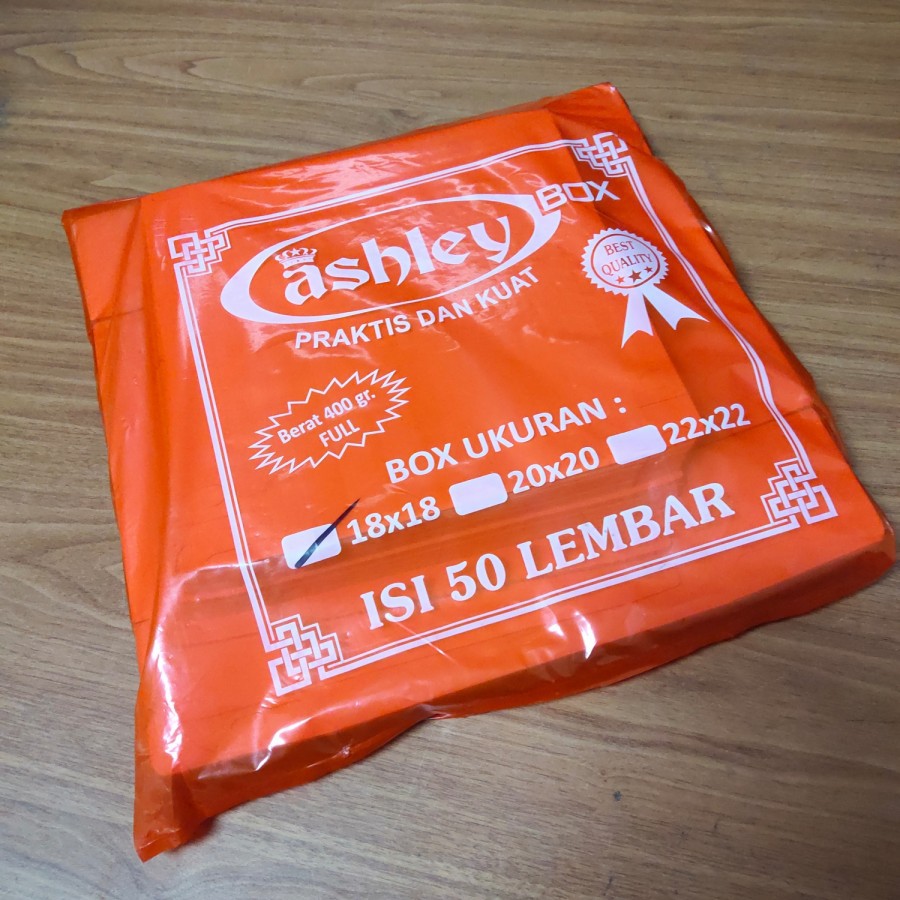 ashley BOX
PRAKTIS DAN KUAT
BEST
QUALITY
Berat 400 gr.
FULL
BOX UKURAN :
18x18 20x20 22x22
ISI 50 LEMBAR